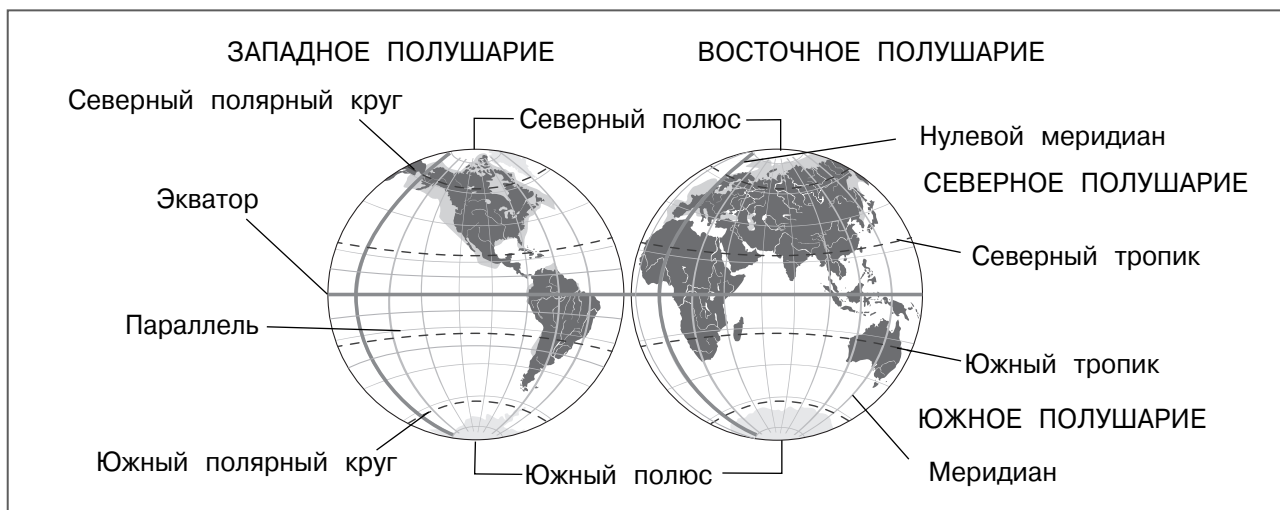 ЗАПАДНОЕ ПОЛУШАРИЕ
ВОСТОЧНОЕ ПОЛУШАРИЕ
Северный полярный круг
Северный полюс
Нулевой меридиан
СЕВЕРНОЕ ПОЛУШАРИЕ
Экватор
Северный тропик
Параллель
Южный тропик
ЮЖНОЕ ПОЛУШАРИЕ
Южный полярный круг
Южный полюс
Меридиан